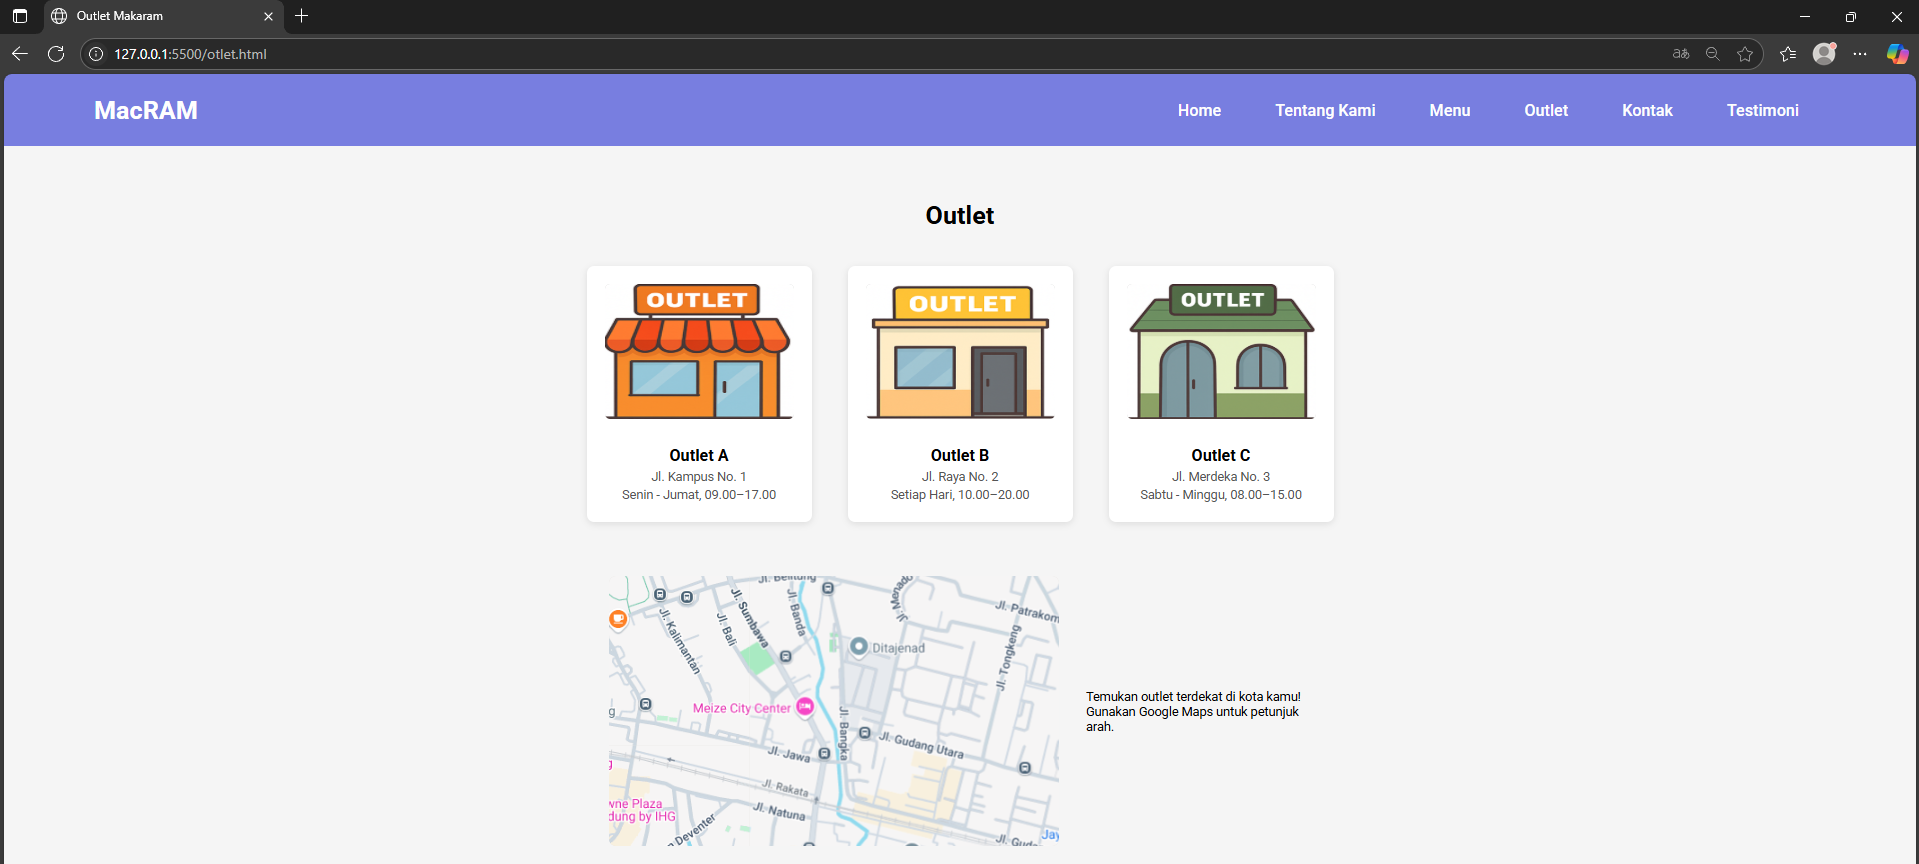 Outlet Makaram
127.0.0.1:5500/otlet.html
MacRAM
Home Tentang Kami Menu Outlet Kontak Testimoni
Outlet
OUTLET
OUTLET
OUTLET
Outlet A
Jl. Kampus No. 1
Senin - Jumat, 09.00–17.00
Outlet B
Jl. Raya No. 2
Setiap Hari, 10.00–20.00
Outlet C
Jl. Merdeka No. 3
Sabtu - Minggu, 08.00–15.00
Jl. Belitung
Jl. Sumbawa
Jl. Banda
Jl. Bali
Jl. Kalimantan
Jl. Patrakom
Jl. Tongkeng
Ditajenad
Meize City Center
Jl. Bangka
Jl. Gudang Utara
Jl. Jawa
Jl. Rakata
Jl. Natuna
wne Plaza
dung by IHG
n Deventer
Jl. Gud
Jay
Temukan outlet terdekat di kota kamu!
Gunakan Google Maps untuk petunjuk
arah.